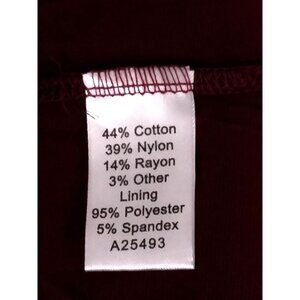 44% Cotton
39% Nylon
14% Rayon
3% Other
Lining
95% Polyester
5% Spandex
A25493